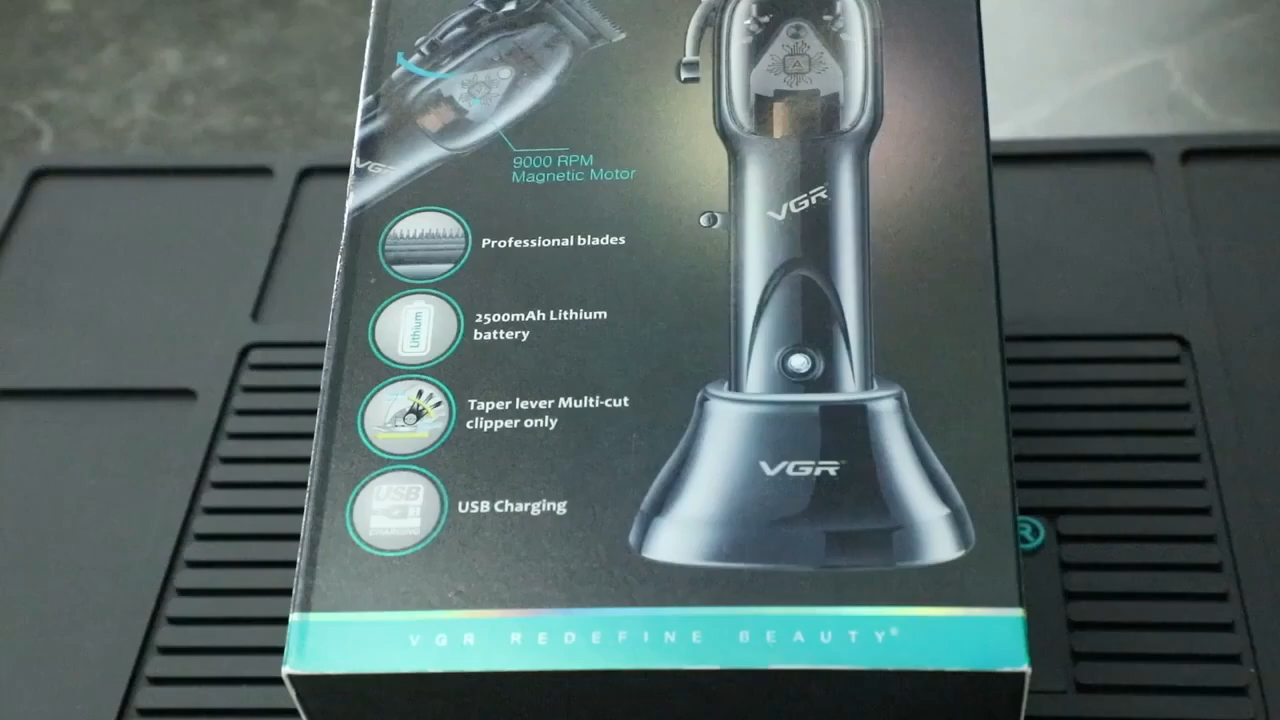 VGR
9000 RPM
Magnetic Motor
VGR
Professional blades
2500mAh Lithium
battery
Lithium
Taper lever Multi-cut
clipper only
VGR
USB
CHARGING
USB Charging
VGR REDEFINE BEAUTY®
®